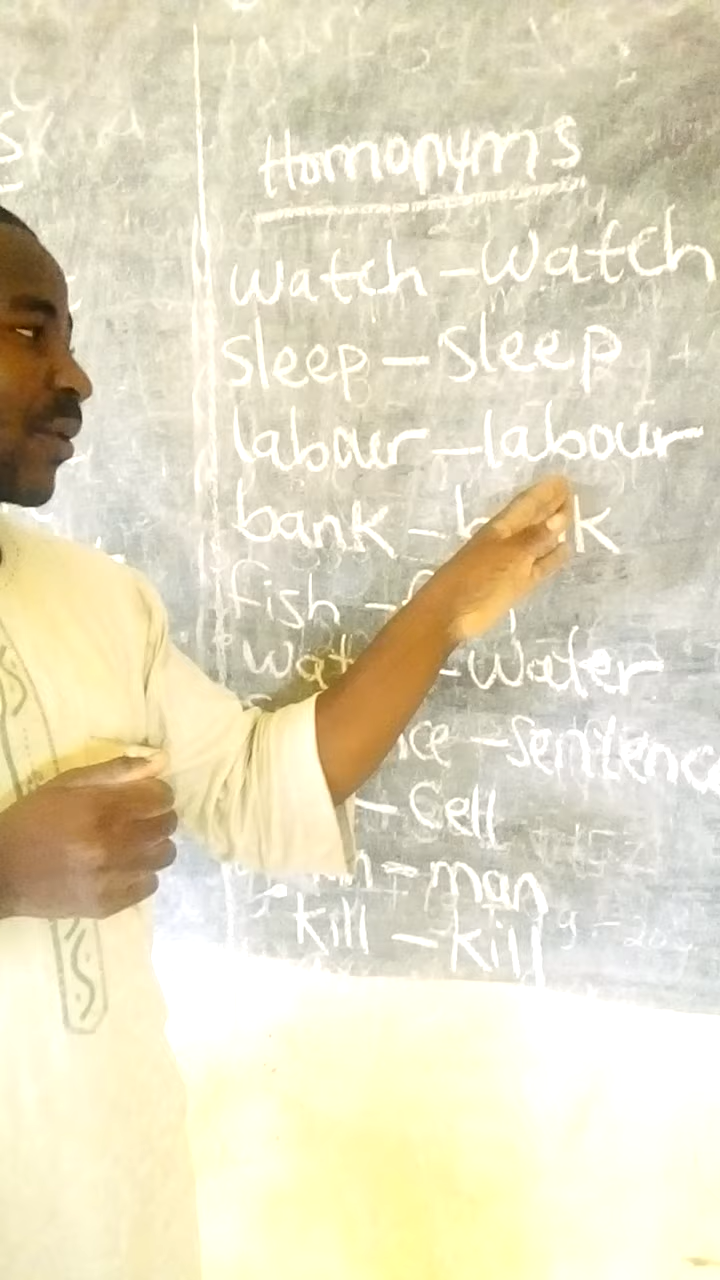 Homonyms
watch – watch
sleep – sleep
labour – labour
bank –
fish –
– water
– sentence
– Cell
= man
kill – kill